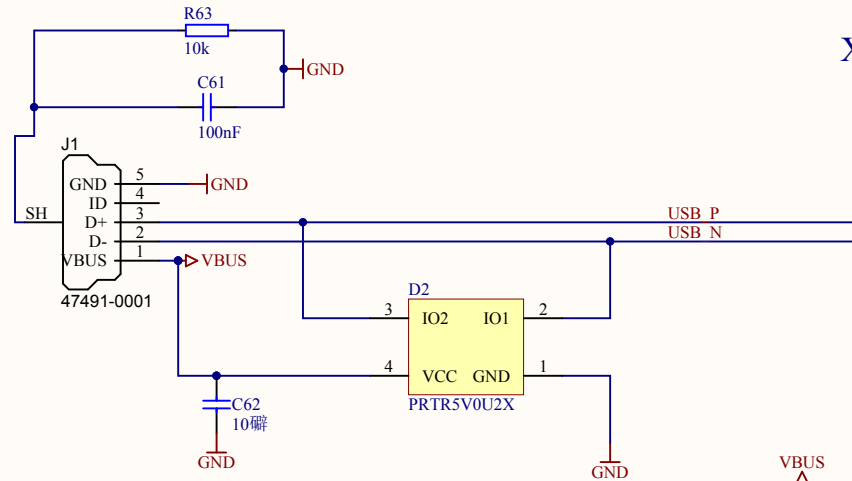 R63
10k
GND
X
C61
100nF
J1
GND 5
GND
ID 4
SH
D+ 3
USB_P
D- 2
USB_N
VBUS 1
VBUS
47491-0001
D2
3 IO2 IO1 2
4 VCC GND 1
PRTR5V0U2X
C62
10礔
GND
GND
VBUS